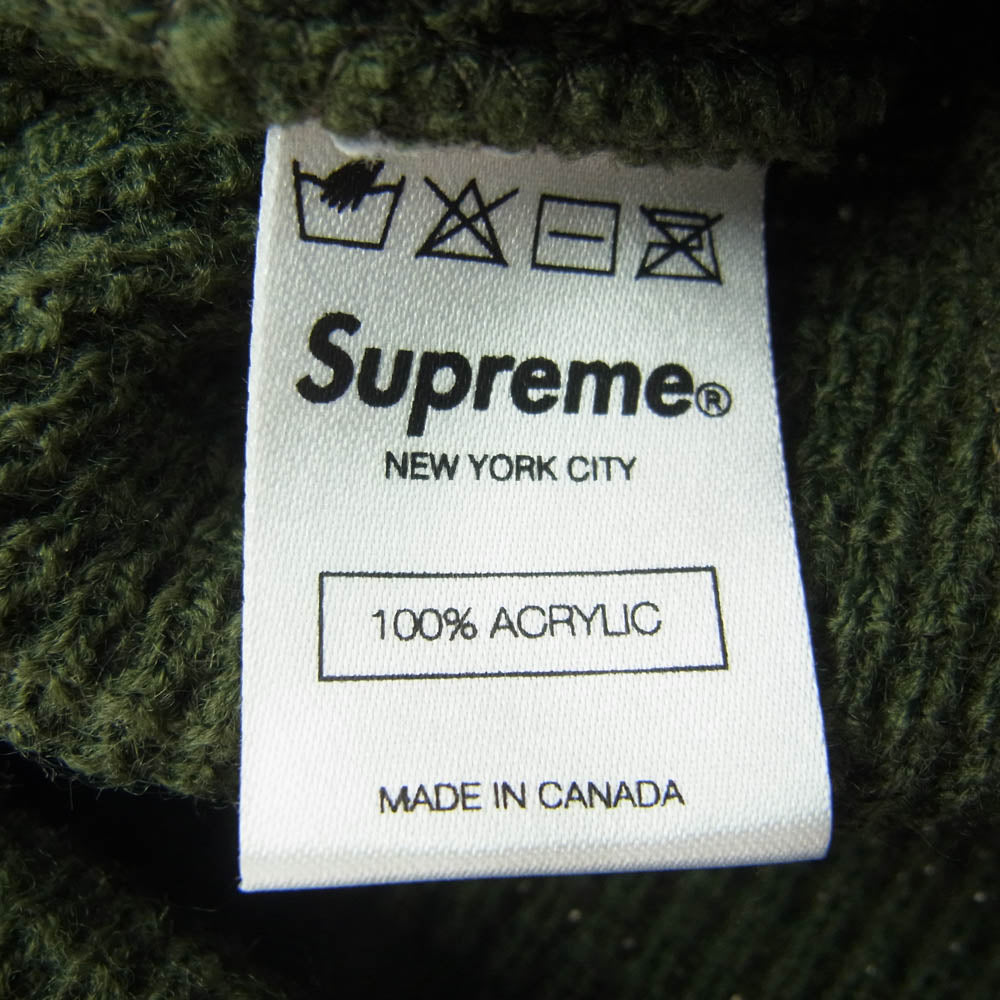 Supreme®
NEW YORK CITY
100% ACRYLIC
MADE IN CANADA